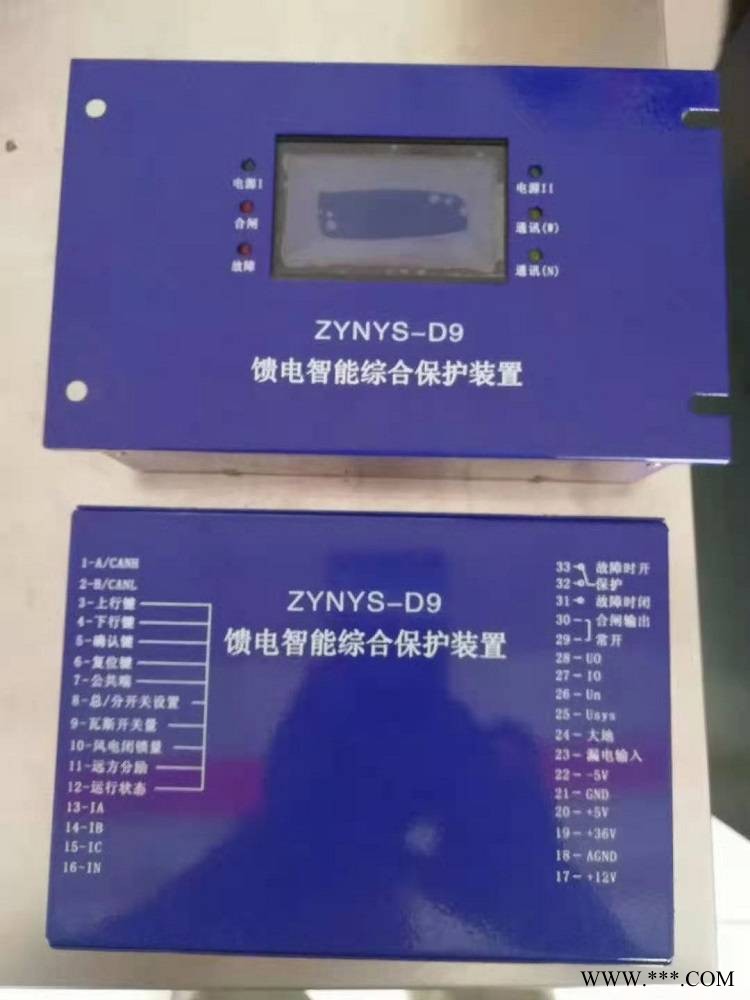 电源I
合闸
故障
电源II
通讯(W)
通讯(N)
ZYNYS-D9
馈电智能综合保护装置
ZYNYS-D9
馈电智能综合保护装置
1-A/CANH
2-B/CANL
3-上行键
4-下行键
5-确认键
6-复位键
7-公共端
8-总/分开关设置
9-瓦斯开关量
10-风电闭锁量
11-远方分励
12-运行状态
13-IA
14-IB
15-IC
16-IN
33 故障时开
32 保护
31 故障时闭
30 合闸输出
29 常开
28 - U0
27 - I0
26 - Un
25 - Usys
24 - 大地
23 - 漏电输入
22 - -5V
21 - GND
20 - +5V
19 - +36V
18 - AGND
17 - +12V
WWW.***.COM